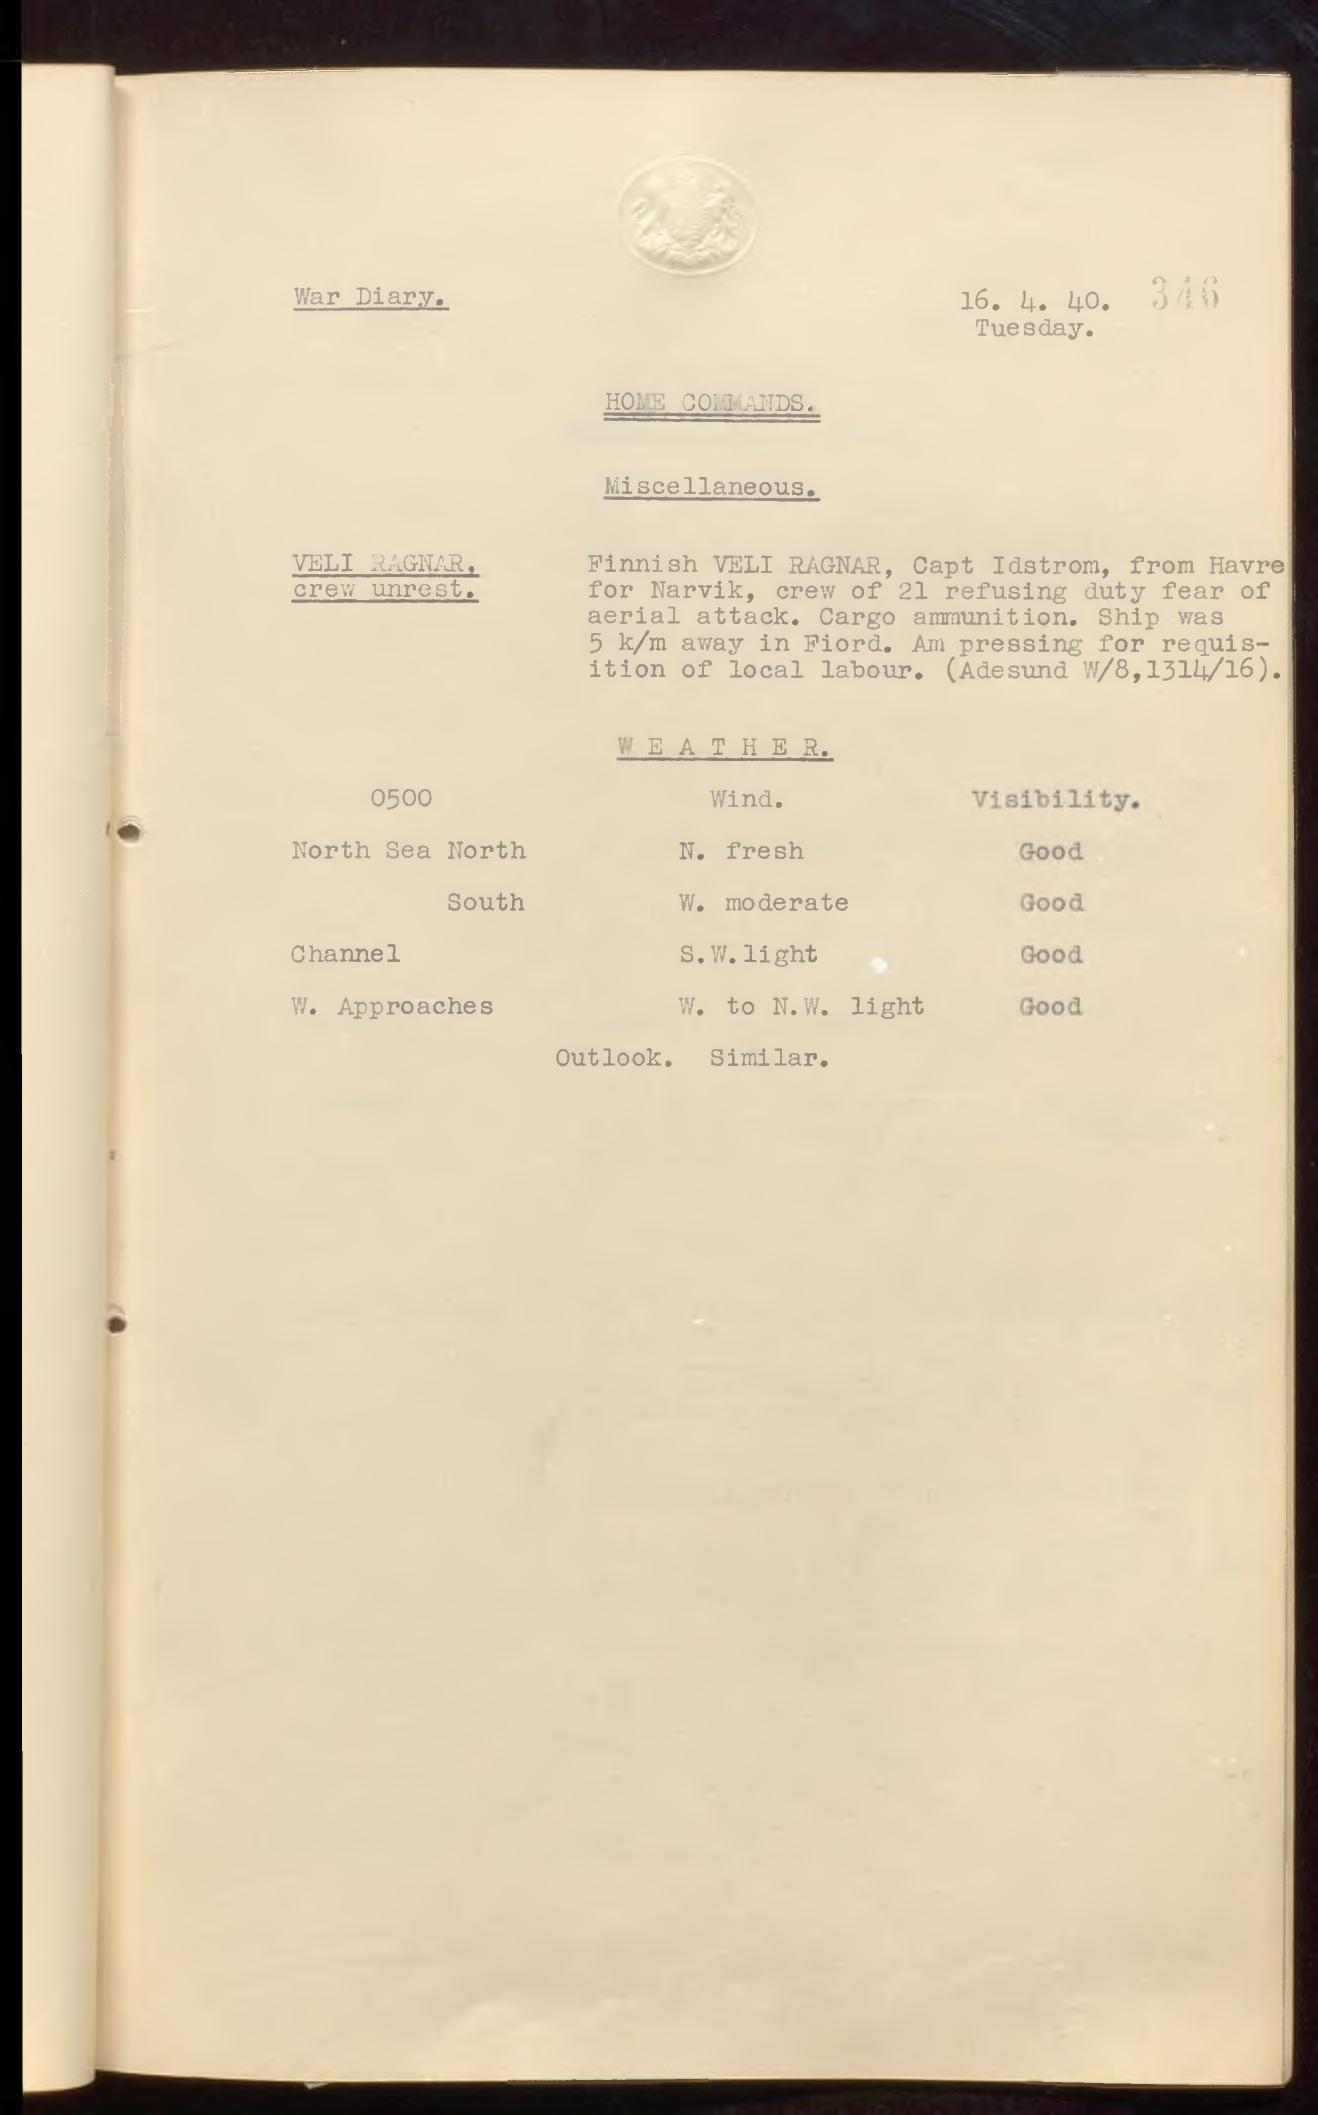 War Diary.
16. 4. 40.
346
Tuesday.
HOME COMMANDS.
Miscellaneous.
VELI RAGNAR.
crew unrest.
Finnish VELI RAGNAR, Capt Idstrom, from Havre
for Narvik, crew of 21 refusing duty fear of
aerial attack. Cargo ammunition. Ship was
5 k/m away in Fiord. Am pressing for requis-
ition of local labour. (Adesund W/8,1314/16).
W E A T H E R.
0500 Wind. Visibility.
North Sea North N. fresh Good
South W. moderate Good
Channel S.W.light Good
W. Approaches W. to N.W. light Good
Outlook. Similar.